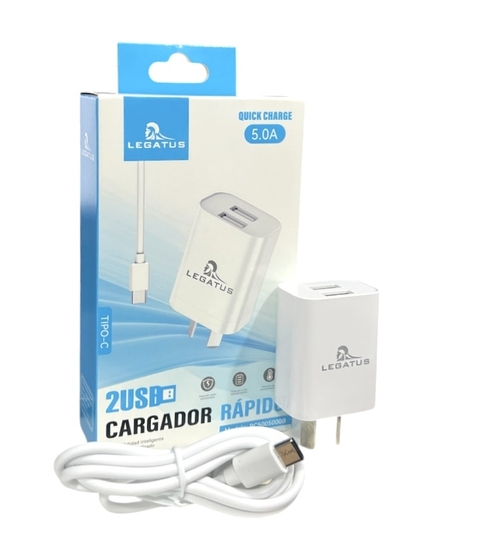 LEGATUS
QUICK CHARGE
5.0A
LEGATUS
TIPO-C
2USB
CARGADOR RÁPIDO
LEGATUS